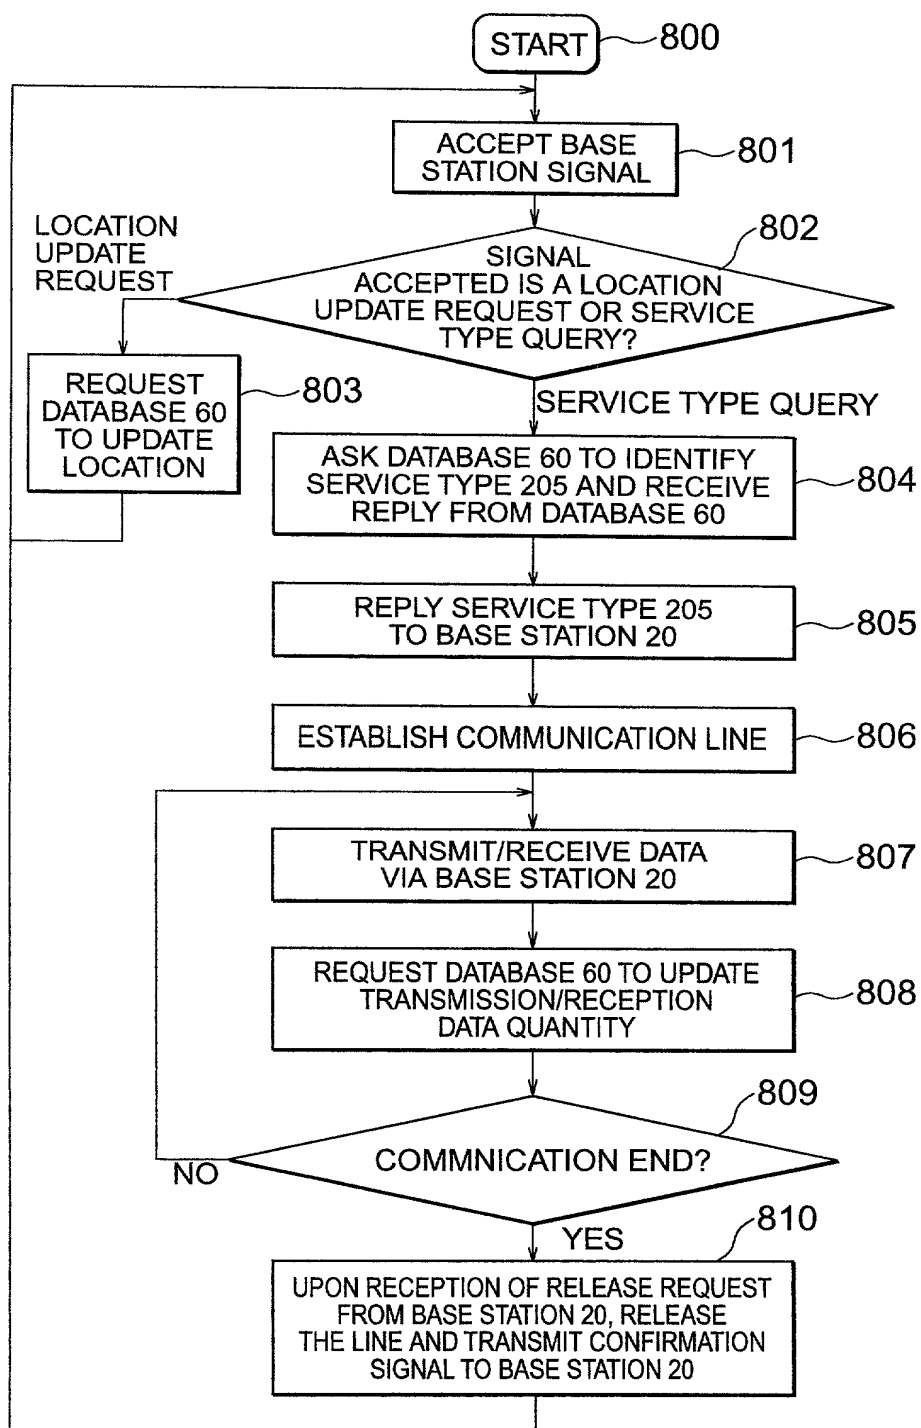 START
800
ACCEPT BASE
STATION SIGNAL
801
802
LOCATION
UPDATE
REQUEST
SIGNAL
ACCEPTED IS A LOCATION
UPDATE REQUEST OR SERVICE
TYPE QUERY?
REQUEST
DATABASE 60
TO UPDATE
LOCATION
803
SERVICE TYPE QUERY
ASK DATABASE 60 TO IDENTIFY
SERVICE TYPE 205 AND RECEIVE
REPLY FROM DATABASE 60
804
REPLY SERVICE TYPE 205
TO BASE STATION 20
805
ESTABLISH COMMUNICATION LINE
806
TRANSMIT/RECEIVE DATA
VIA BASE STATION 20
807
REQUEST DATABASE 60 TO UPDATE
TRANSMISSION/RECEPTION
DATA QUANTITY
808
809
COMMNICATION END?
NO
YES
810
UPON RECEPTION OF RELEASE REQUEST
FROM BASE STATION 20, RELEASE
THE LINE AND TRANSMIT CONFIRMATION
SIGNAL TO BASE STATION 20